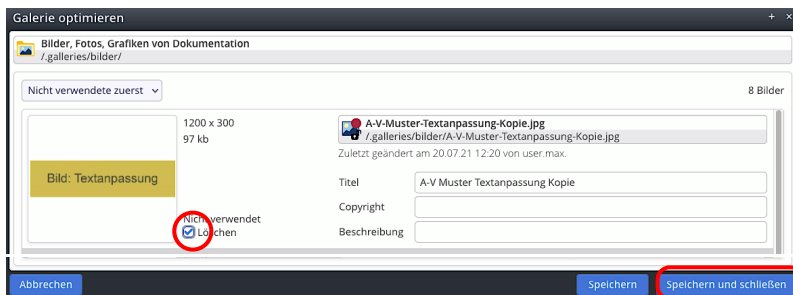 Galerie optimieren
Bilder, Fotos, Grafiken von Dokumentation
/.galleries/bilder/
Nicht verwendete zuerst
8 Bilder
Bild: Textanpassung
1200 x 300
97 kb
Nicht verwendet
Löschen
A-V-Muster-Textanpassung-Kopie.jpg
/.galleries/bilder/A-V-Muster-Textanpassung-Kopie.jpg
Zuletzt geändert am 20.07.21 12:20 von user.max.
Titel
A-V Muster Textanpassung Kopie
Copyright
Beschreibung
Abbrechen
Speichern
Speichern und schließen